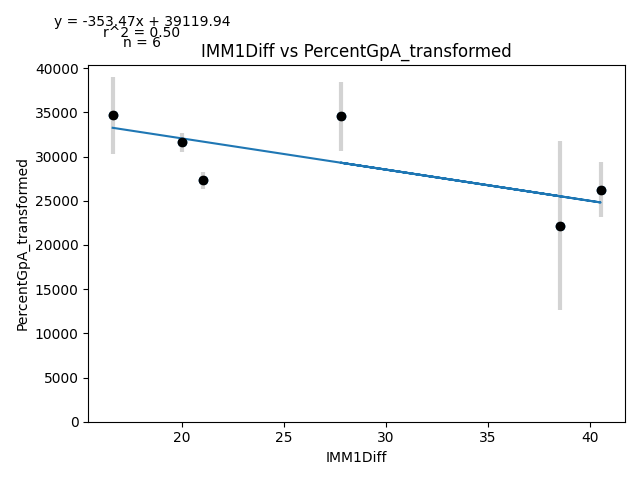 y = -353.47x + 39119.94
r^2 = 0.50
n = 6
IMM1Diff vs PercentGpA_transformed
PercentGpA_transformed
40000
35000
30000
25000
20000
15000
10000
5000
0
20
25
30
35
40
IMM1Diff